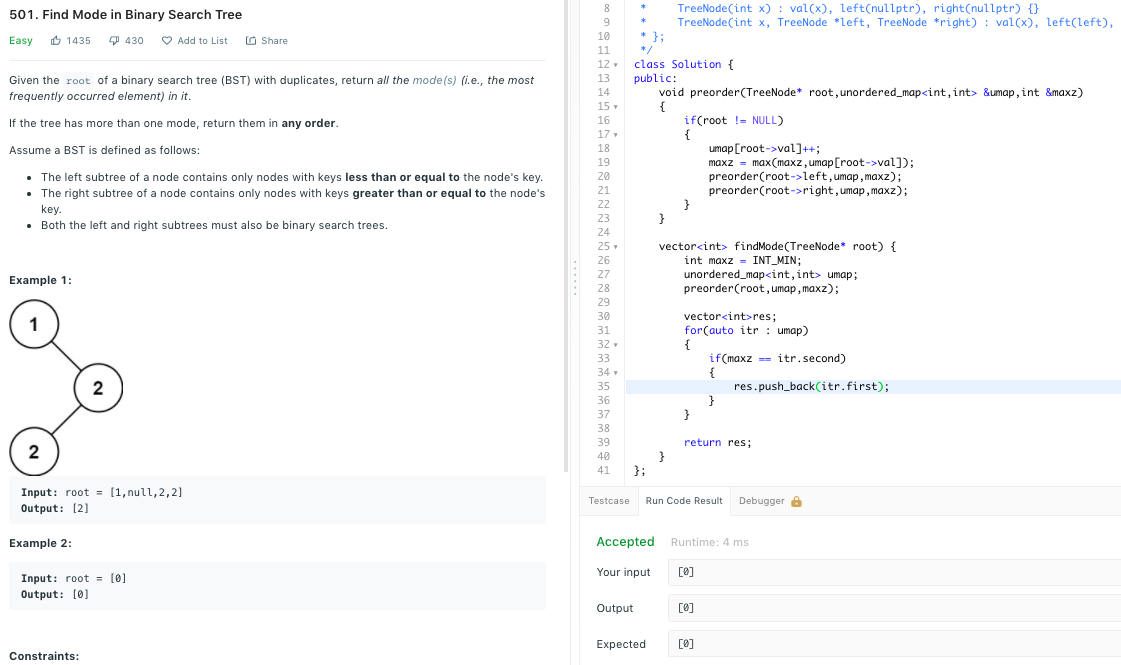 501. Find Mode in Binary Search Tree
Easy 1435 430 Add to List Share
Given the root of a binary search tree (BST) with duplicates, return all the mode(s) (i.e., the most
frequently occurred element) in it.
If the tree has more than one mode, return them in any order.
Assume a BST is defined as follows:
• The left subtree of a node contains only nodes with keys less than or equal to the node's key.
• The right subtree of a node contains only nodes with keys greater than or equal to the node's
key.
• Both the left and right subtrees must also be binary search trees.
Example 1:
1
2
2
Input: root = [1,null,2,2]
Output: [2]
Example 2:
Input: root = [0]
Output: [0]
Constraints:
8 * TreeNode(int x) : val(x), left(nullptr), right(nullptr) {}
9 * TreeNode(int x, TreeNode *left, TreeNode *right) : val(x), left(left),
10 * };
11 */
12 class Solution {
13 public:
14 void preorder(TreeNode* root,unordered_map<int,int> &umap,int &maxz)
15 {
16 if(root != NULL)
17 {
18 umap[root->val]++;
19 maxz = max(maxz,umap[root->val]);
20 preorder(root->left,umap,maxz);
21 preorder(root->right,umap,maxz);
22 }
23 }
24
25 vector<int> findMode(TreeNode* root) {
26 int maxz = INT_MIN;
27 unordered_map<int,int> umap;
28 preorder(root,umap,maxz);
29
30 vector<int>res;
31 for(auto itr : umap)
32 {
33 if(maxz == itr.second)
34 {
35 res.push_back(itr.first);
36 }
37 }
38
39 return res;
40 }
41 };
Testcase Run Code Result Debugger
Accepted Runtime: 4 ms
Your input [0]
Output [0]
Expected [0]